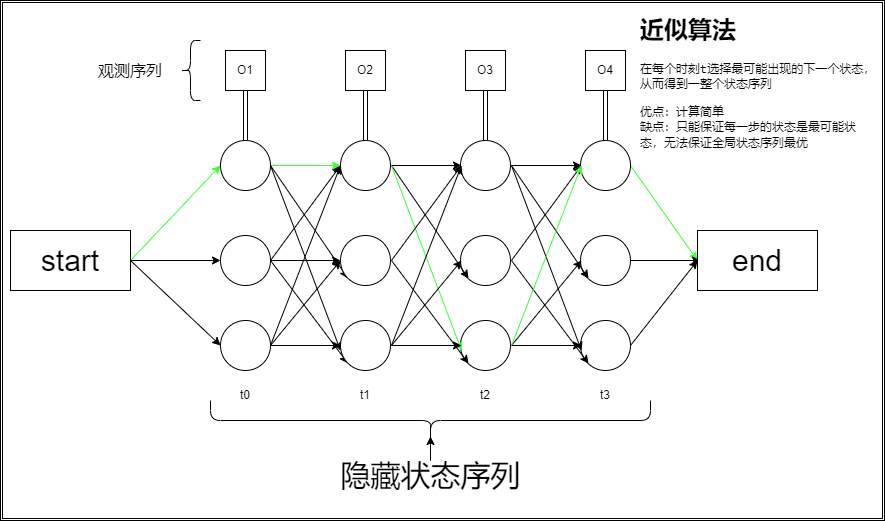 近似算法
在每个时刻t选择最可能出现的下一个状态，
从而得到一整个状态序列
优点：计算简单
缺点：只能保证每一步的状态是最可能状
态，无法保证全局状态序列最优
观测序列
O1 O2 O3 O4
start end
t0 t1 t2 t3
隐藏状态序列